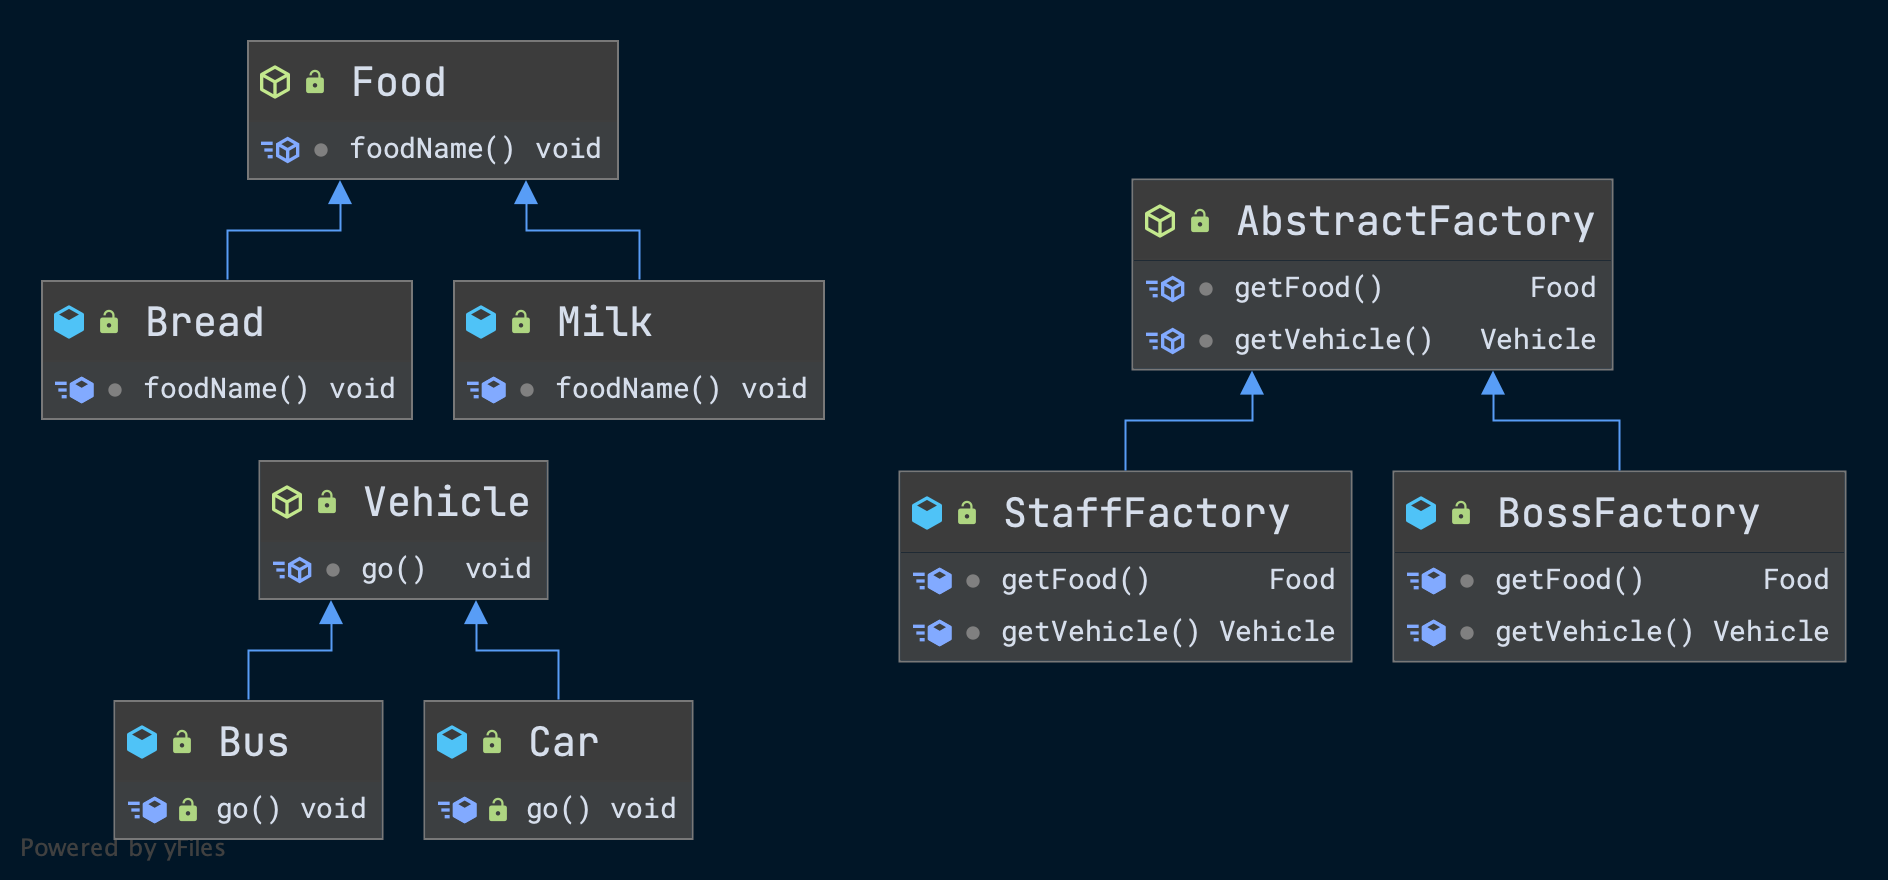 Food
foodName() void
Bread
foodName() void
Milk
foodName() void
Vehicle
go() void
Bus
go() void
Car
go() void
AbstractFactory
getFood() Food
getVehicle() Vehicle
StaffFactory
getFood() Food
getVehicle() Vehicle
BossFactory
getFood() Food
getVehicle() Vehicle
Powered by yFiles